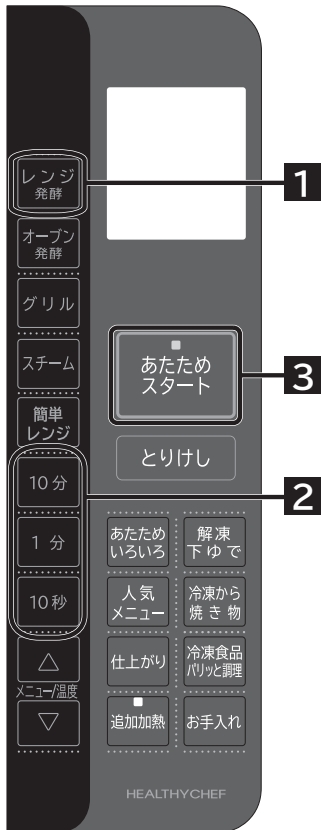 レンジ
発酵
1
オーブン
発酵
グリル
スチーム
あたため
スタート
3
簡単
レンジ
とりけし
10分
2
1分
10秒
あたため
いろいろ
解凍
下ゆで
人気
メニュー
冷凍から
焼き物
△
メニュー/温度
▽
仕上がり
冷凍食品
パリッと調理
追加加熱
お手入れ
HEALTHYCHEF